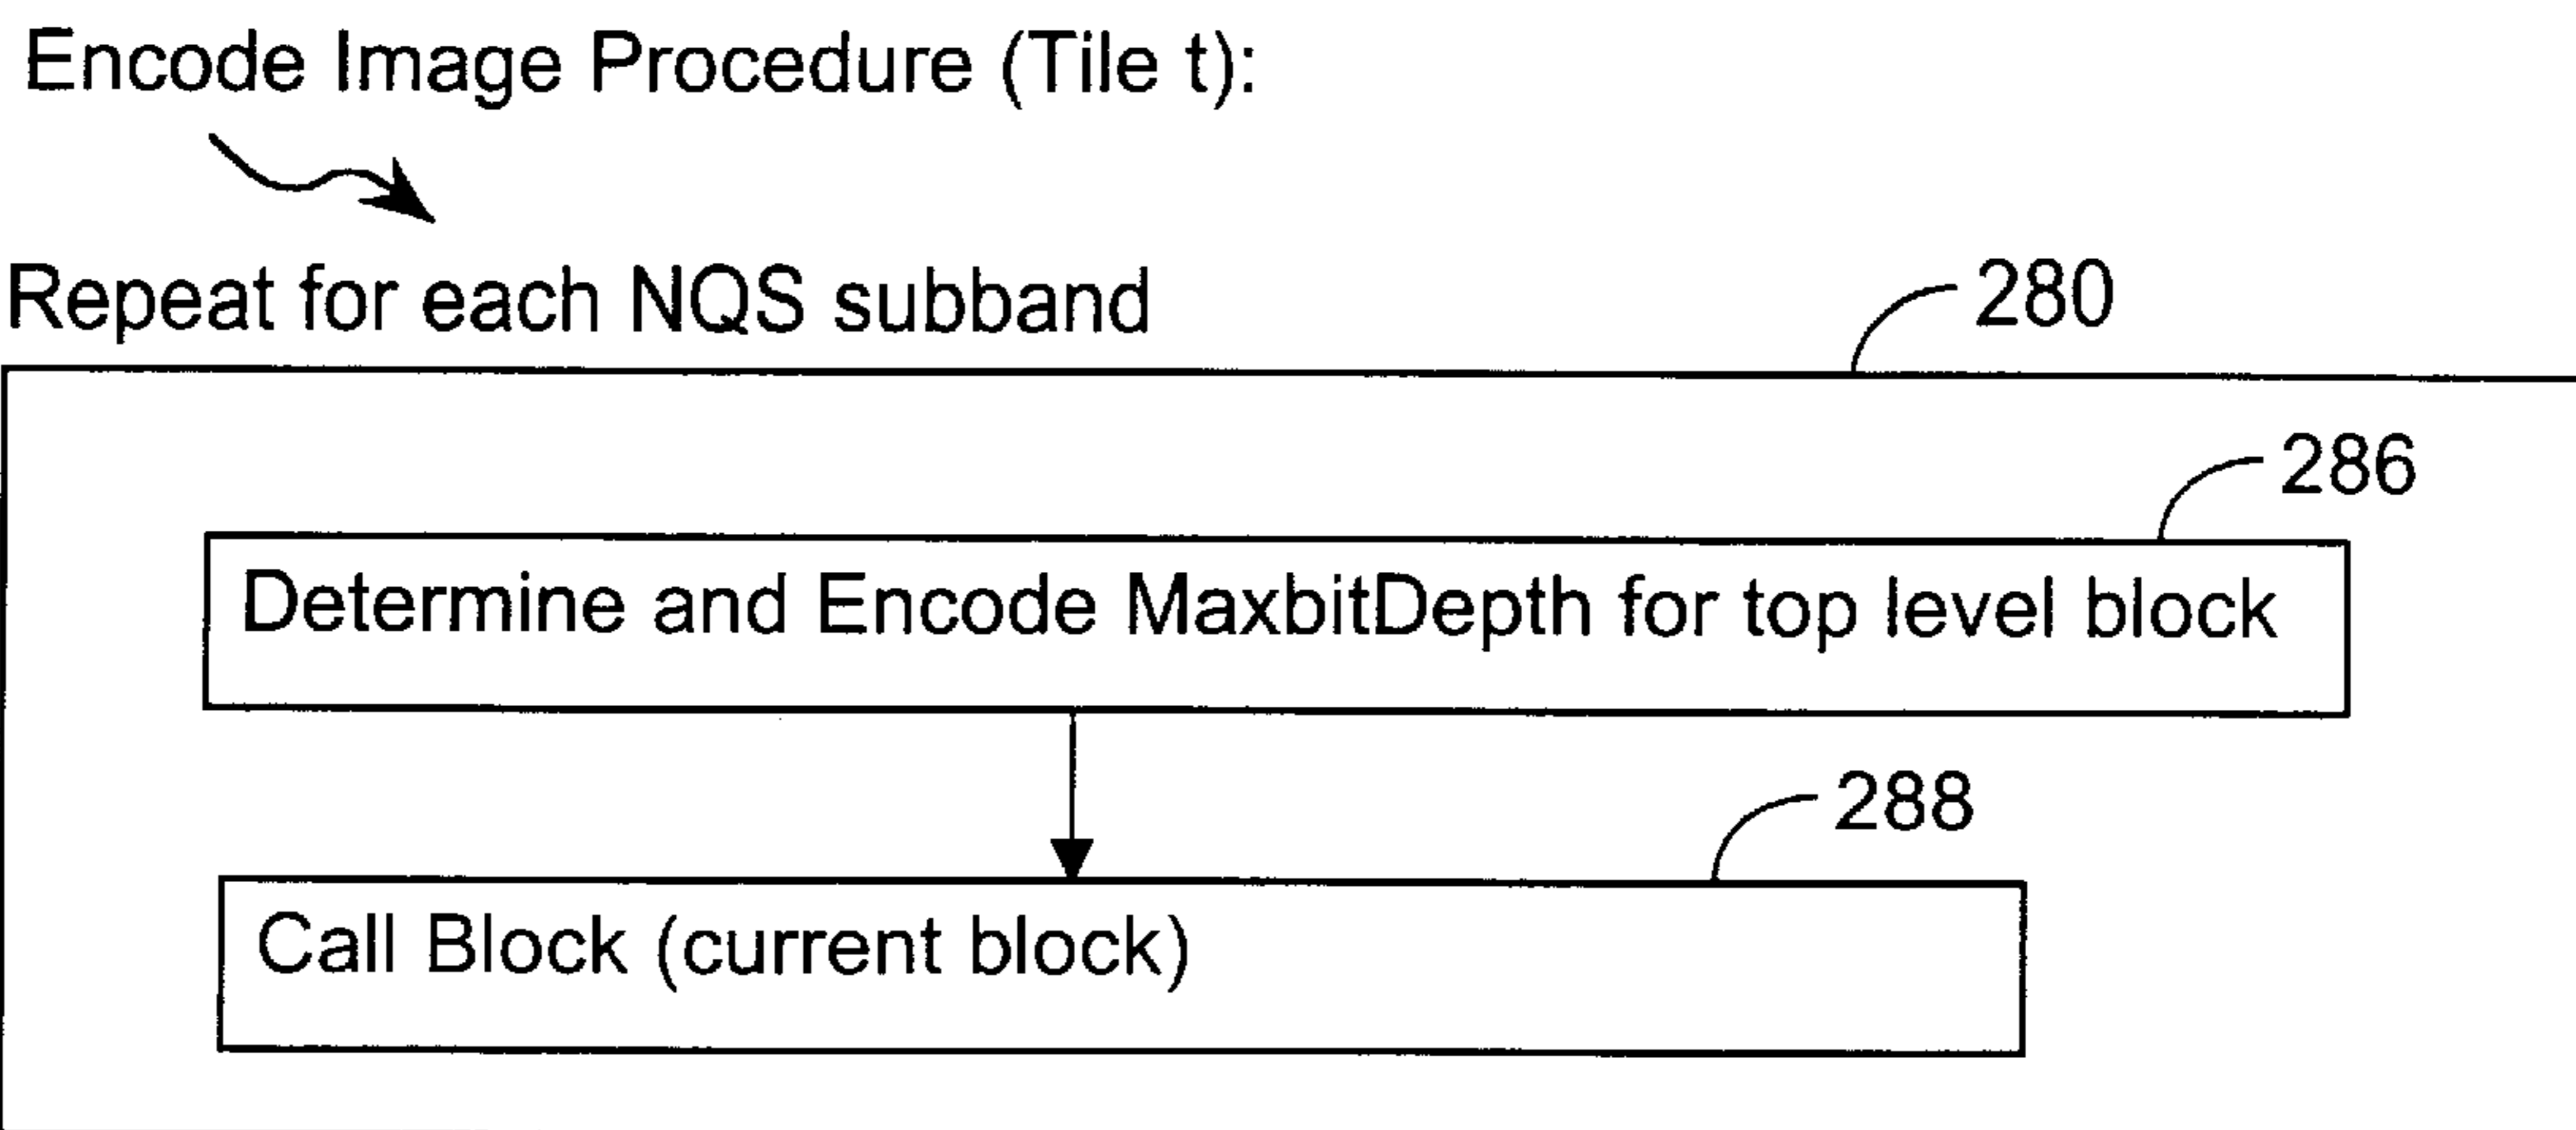 Encode Image Procedure (Tile t):
Repeat for each NQS subband
280
286
Determine and Encode MaxbitDepth for top level block
288
Call Block (current block)